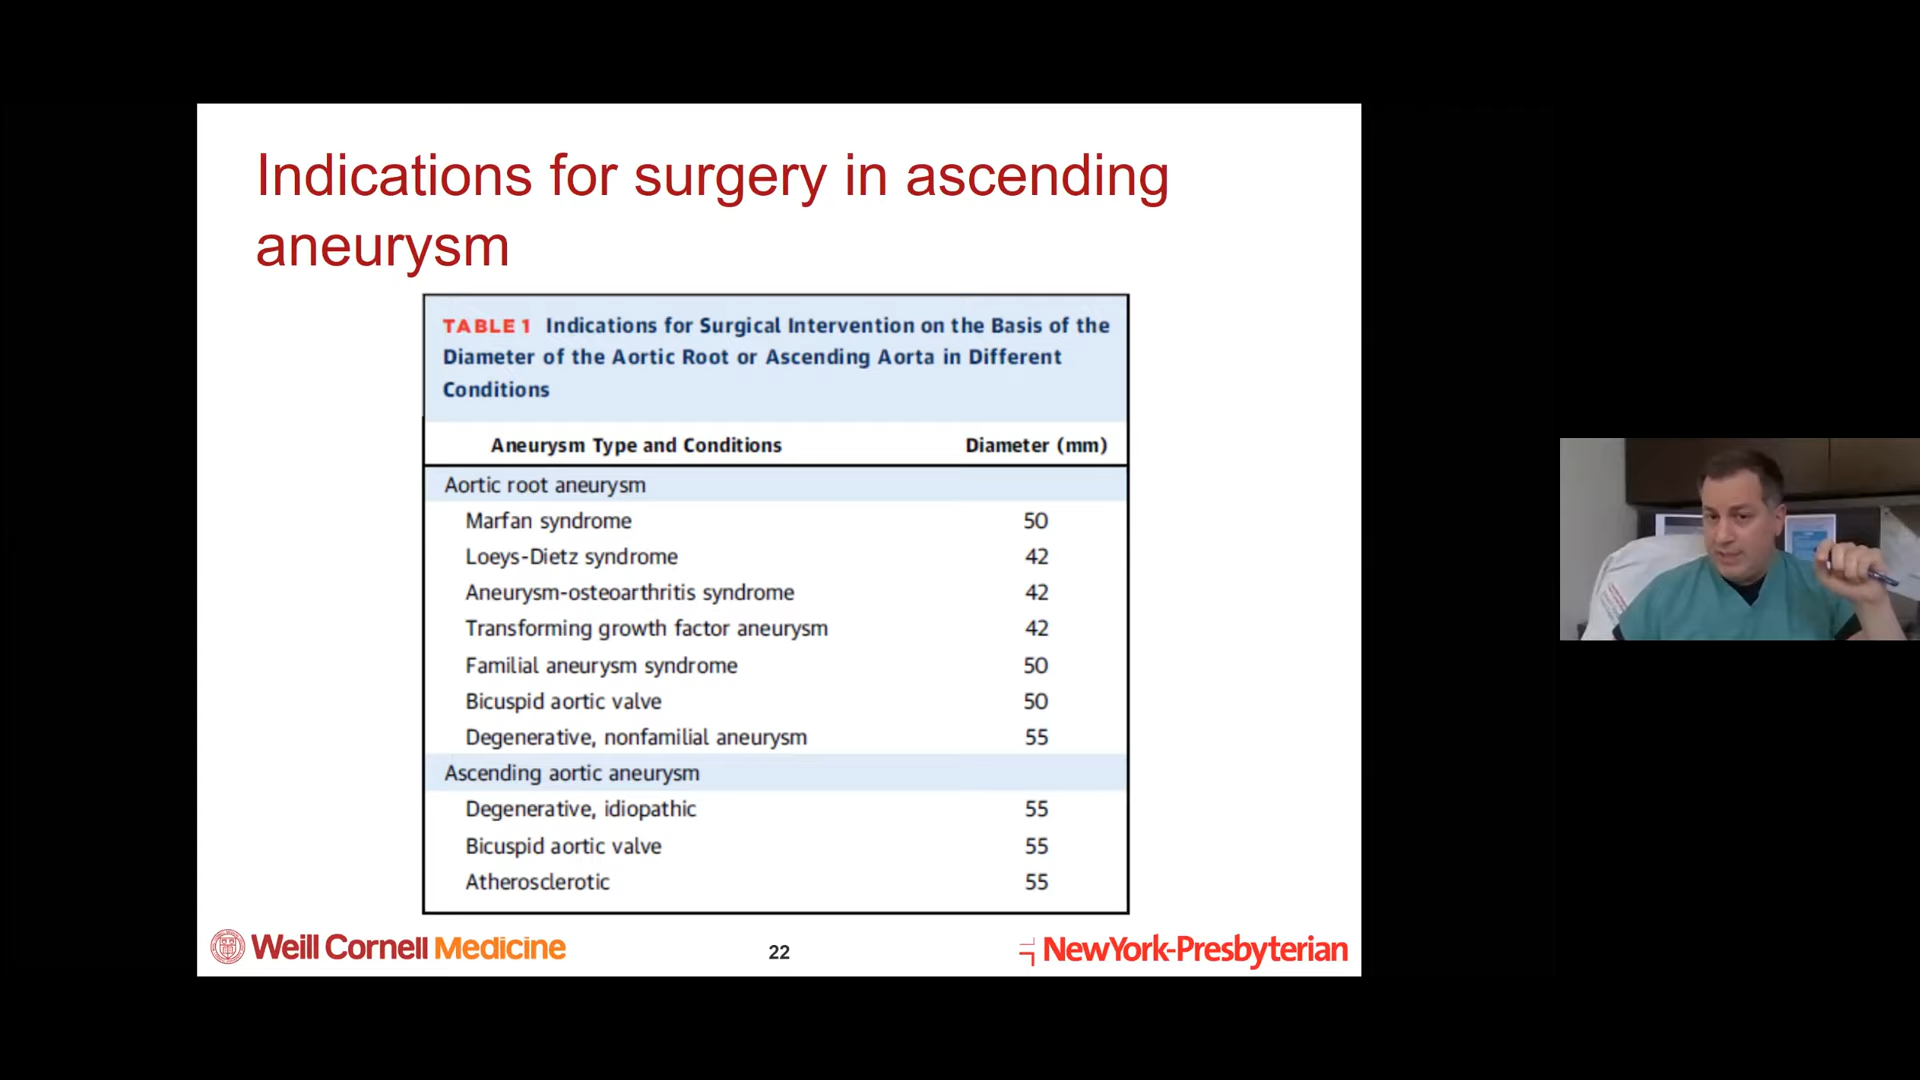 Indications for surgery in ascending
aneurysm
TABLE 1 Indications for Surgical Intervention on the Basis of the
Diameter of the Aortic Root or Ascending Aorta in Different
Conditions
Aneurysm Type and Conditions Diameter (mm)
Aortic root aneurysm
Marfan syndrome 50
Loeys-Dietz syndrome 42
Aneurysm-osteoarthritis syndrome 42
Transforming growth factor aneurysm 42
Familial aneurysm syndrome 50
Bicuspid aortic valve 50
Degenerative, nonfamilial aneurysm 55
Ascending aortic aneurysm
Degenerative, idiopathic 55
Bicuspid aortic valve 55
Atherosclerotic 55
Weill Cornell Medicine 22 NewYork-Presbyterian